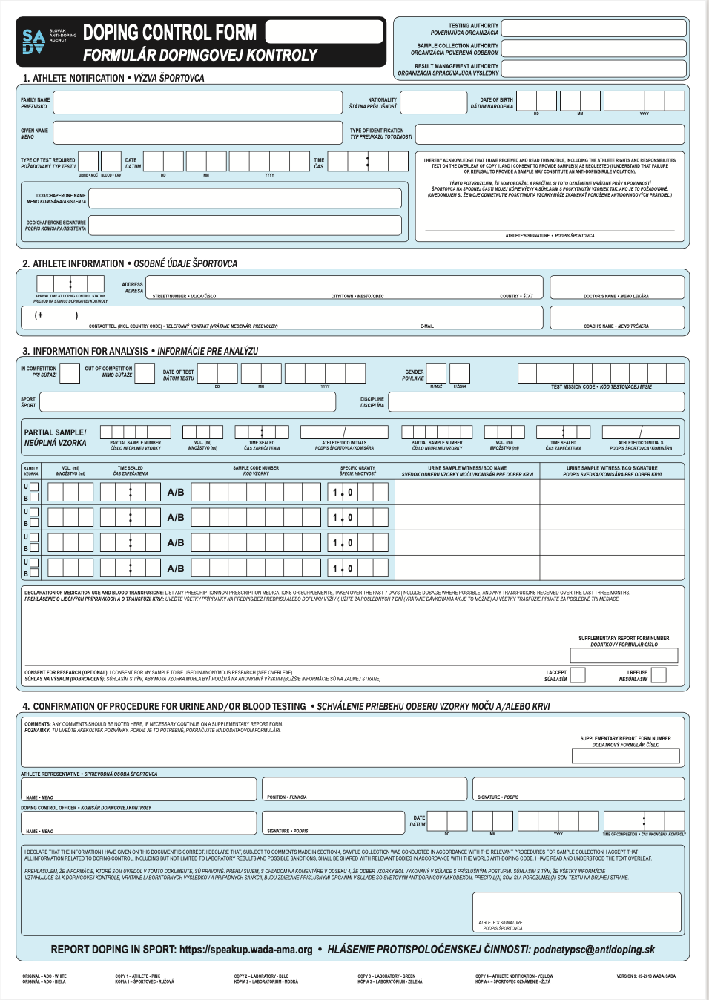 SA
DV
SLOVAK
ANTI-DOPING
AGENCY
DOPING CONTROL FORM
FORMULÁR DOPINGOVEJ KONTROLY
TESTING AUTHORITY
POVERUJÚCA ORGANIZÁCIA
SAMPLE COLLECTION AUTHORITY
ORGANIZÁCIA POVERENÁ ODBEROM
RESULT MANAGEMENT AUTHORITY
ORGANIZÁCIA SPRACÚVAJÚCA VÝSLEDKY
1. ATHLETE NOTIFICATION • VÝZVA ŠPORTOVCA
FAMILY NAME
PRIEZVISKO
NATIONALITY
ŠTÁTNA PRÍSLUŠNOSŤ
DATE OF BIRTH
DÁTUM NARODENIA
DD MM YYYY
GIVEN NAME
MENO
TYPE OF IDENTIFICATION
TYP PREUKAZU TOTOŽNOSTI
TYPE OF TEST REQUIRED
POŽADOVANÝ TYP TESTU
URINE • MOČ BLOOD • KRV
DATE
DÁTUM
DD MM YYYY
TIME
ČAS
:
I HEREBY ACKNOWLEDGE THAT I HAVE RECEIVED AND READ THIS NOTICE, INCLUDING THE ATHLETE RIGHTS AND RESPONSIBILITIES
TEXT ON THE OVERLEAF OF COPY 1, AND I CONSENT TO PROVIDE SAMPLE(S) AS REQUESTED (I UNDERSTAND THAT FAILURE
OR REFUSAL TO PROVIDE A SAMPLE MAY CONSTITUTE AN ANTI-DOPING RULE VIOLATION).
TÝMTO POTVRDZUJEM, ŽE SOM OBDRŽAL A PREČÍTAL SI TOTO OZNÁMENIE VRÁTANE PRÁV A POVINNOSTÍ
ŠPORTOVCA NA SPODNEJ ČASTI MOJEJ KÓPIE VÝZVY A SÚHLASÍM S POSKYTNUTÍM VZORIEK TAK, AKO JE TO POŽADOVANÉ.
(UVEDOMUJEM SI, ŽE MOJE ODMIETNUTIE POSKYTNUTIA VZORKY MÔŽE ZNAMENAŤ PORUŠENIE ANTIDOPINGOVÝCH PRAVIDIEL.)
ATHLETE'S SIGNATURE • PODPIS ŠPORTOVCA
DCO/CHAPERONE NAME
MENO KOMISÁRA/ASISTENTA
DCO/CHAPERONE SIGNATURE
PODPIS KOMISÁRA/ASISTENTA
2. ATHLETE INFORMATION • OSOBNÉ ÚDAJE ŠPORTOVCA
:
ARRIVAL TIME AT DOPING CONTROL STATION
PRÍCHOD NA STANICU DOPINGOVEJ KONTROLY
ADDRESS
ADRESA
STREET/NUMBER • ULICA/ČÍSLO CITY/TOWN • MESTO/OBEC COUNTRY • ŠTÁT
DOCTOR'S NAME • MENO LEKÁRA
(+ )
CONTACT TEL. (INCL. COUNTRY CODE) • TELEFONNÝ KONTAKT (VRÁTANE MEDZINÁR. PREDVOĽBY) E-MAIL
COACH'S NAME • MENO TRÉNERA
3. INFORMATION FOR ANALYSIS • INFORMÁCIE PRE ANALÝZU
IN COMPETITION
PRI SÚŤAŽI
OUT OF COMPETITION
MIMO SÚŤAŽE
DATE OF TEST
DÁTUM TESTU
DD MM YYYY
GENDER
POHLAVIE
M/MUŽ F/ŽENA
TEST MISSION CODE • KÓD TESTOVACEJ MISIE
SPORT
ŠPORT
DISCIPLINE
DISCIPLÍNA
PARTIAL SAMPLE/
NEÚPLNÁ VZORKA
PARTIAL SAMPLE NUMBER
ČÍSLO NEÚPLNEJ VZORKY
VOL. (ml)
MNOŽSTVO (ml)
:
TIME SEALED
ČAS ZAPEČATENIA
/
ATHLETE/DCO INITIALS
PODPIS ŠPORTOVCA/KOMISÁRA
PARTIAL SAMPLE NUMBER
ČÍSLO NEÚPLNEJ VZORKY
VOL. (ml)
MNOŽSTVO (ml)
:
TIME SEALED
ČAS ZAPEČATENIA
/
ATHLETE/DCO INITIALS
PODPIS ŠPORTOVCA/KOMISÁRA
SAMPLE
VZORKA
VOL. (ml)
MNOŽSTVO (ml)
TIME SEALED
ČAS ZAPEČATENIA
SAMPLE CODE NUMBER
KÓD VZORKY
SPECIFIC GRAVITY
ŠPECIF. HMOTNOSŤ
URINE SAMPLE WITNESS/BCO NAME
SVEDOK ODBERU VZORKY MOČU/KOMISÁR PRE ODBER KRVI
URINE SAMPLE WITNESS/BCO SIGNATURE
PODPIS SVEDKA/KOMISÁRA PRE ODBER KRVI
U
B
: A/B 1.0
U
B
: A/B 1.0
U
B
: A/B 1.0
U
B
: A/B 1.0
DECLARATION OF MEDICATION USE AND BLOOD TRANSFUSIONS: LIST ANY PRESCRIPTION/NON-PRESCRIPTION MEDICATIONS OR SUPPLEMENTS, TAKEN OVER THE PAST 7 DAYS (INCLUDE DOSAGE WHERE POSSIBLE) AND ANY TRANSFUSIONS RECEIVED OVER THE LAST THREE MONTHS.
PREHLÁSENIE O LIEČIVÝCH PRÍPRAVKOCH A O TRANSFÚZII KRVI: UVEĎTE VŠETKY PRÍPRAVKY NA PREDPIS/BEZ PREDPISU ALEBO DOPLNKY VÝŽIVY, UŽITÉ ZA POSLEDNÝCH 7 DNÍ (VRÁTANE DÁVKOVANIA AK JE TO MOŽNÉ) AJ VŠETKY TRASFÚZIE PRIJATÉ ZA POSLEDNÉ TRI MESIACE.
SUPPLEMENTARY REPORT FORM NUMBER
DODATKOVÝ FORMULÁR ČÍSLO
CONSENT FOR RESEARCH (OPTIONAL): I CONSENT FOR MY SAMPLE TO BE USED IN ANONYMOUS RESEARCH (SEE OVERLEAF)
SÚHLAS NA VÝSKUM (DOBROVOĽNÝ): SÚHLASÍM S TÝM, ABY MOJA VZORKA MOHLA BYŤ POUŽITÁ NA ANONYMNÝ VÝSKUM (BLIŽŠIE INFORMÁCIE SÚ NA ZADNEJ STRANE)
I ACCEPT
SÚHLASÍM
I REFUSE
NESÚHLASÍM
4. CONFIRMATION OF PROCEDURE FOR URINE AND/OR BLOOD TESTING • SCHVÁLENIE PRIEBEHU ODBERU VZORKY MOČU A/ALEBO KRVI
COMMENTS: ANY COMMENTS SHOULD BE NOTED HERE, IF NECESSARY CONTINUE ON A SUPPLEMENTARY REPORT FORM.
POZNÁMKY: TU UVEĎTE AKÉKOĽVEK POZNÁMKY. POKIAĽ JE TO POTREBNÉ, POKRAČUJTE NA DODATKOVOM FORMULÁRI.
SUPPLEMENTARY REPORT FORM NUMBER
DODATKOVÝ FORMULÁR ČÍSLO
ATHLETE REPRESENTATIVE • SPRIEVODNÁ OSOBA ŠPORTOVCA
NAME • MENO POSITION • FUNKCIA SIGNATURE • PODPIS
DOPING CONTROL OFFICER • KOMISÁR DOPINGOVEJ KONTROLY
NAME • MENO SIGNATURE • PODPIS
DATE
DÁTUM
DD MM YYYY
:
TIME OF COMPLETION • ČAS UKONČENIA KONTROLY
I DECLARE THAT THE INFORMATION I HAVE GIVEN ON THIS DOCUMENT IS CORRECT. I DECLARE THAT, SUBJECT TO COMMENTS MADE IN SECTION 4, SAMPLE COLLECTION WAS CONDUCTED IN ACCORDANCE WITH THE RELEVANT PROCEDURES FOR SAMPLE COLLECTION. I ACCEPT THAT
ALL INFORMATION RELATED TO DOPING CONTROL, INCLUDING BUT NOT LIMITED TO LABORATORY RESULTS AND POSSIBLE SANCTIONS, SHALL BE SHARED WITH RELEVANT BODIES IN ACCORDANCE WITH THE WORLD ANTI-DOPING CODE. I HAVE READ AND UNDERSTOOD THE TEXT OVERLEAF.
PREHLASUJEM, ŽE INFORMÁCIE, KTORÉ SOM UVIEDOL V TOMTO DOKUMENTE, SÚ PRAVDIVÉ. PREHLASUJEM, S OHĽADOM NA KOMENTÁRE V ODSEKU 4, ŽE ODBER VZORKY BOL VYKONANÝ V SÚLADE S PRÍSLUŠNÝMI POSTUPMI. SÚHLASÍM S TÝM, ŽE VŠETKY INFORMÁCIE
VZŤAHUJÚCE SA K DOPINGOVEJ KONTROLE, VRÁTANE LABORATÓRNYCH VÝSLEDKOV A PRÍPADNÝCH SANKCIÍ, BUDÚ ZDIEĽANÉ PRÍSLUŠNÝMI ORGÁNMI V SÚLADE SO SVETOVÝM ANTIDOPINGOVÝM KÓDEXOM. PREČÍTAL(A) SOM SI A POROZUMEL(A) SOM TEXTU NA DRUHEJ STRANE.
ATHLETE'S SIGNATURE
PODPIS ŠPORTOVCA
REPORT DOPING IN SPORT: https://speakup.wada-ama.org • HLÁSENIE PROTISPOLOČENSKEJ ČINNOSTI: podnetypsc@antidoping.sk
ORIGINAL – ADO - WHITE
ORIGINÁL – ADO - BIELA
COPY 1 – ATHLETE - PINK
KÓPIA 1 – ŠPORTOVEC - RUŽOVÁ
COPY 2 – LABORATORY - BLUE
KÓPIA 2 – LABORATÓRIUM - MODRÁ
COPY 3 – LABORATORY - GREEN
KÓPIA 3 – LABORATÓRIUM - ZELENÁ
COPY 4 – ATHLETE NOTIFICATION - YELLOW
KÓPIA 4 – ŠPORTOVEC OZNÁMENIE - ŽLTÁ
VERSION 9: 09-2018 WADA/SADA